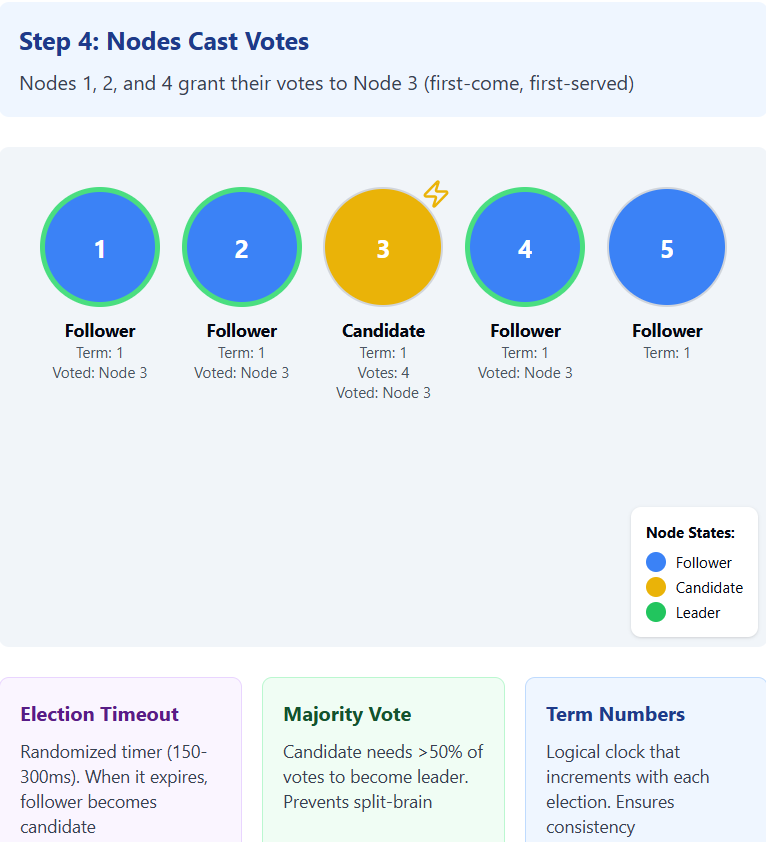 Step 4: Nodes Cast Votes
Nodes 1, 2, and 4 grant their votes to Node 3 (first-come, first-served)
1
2
3
4
5
Follower
Term: 1
Voted: Node 3
Follower
Term: 1
Voted: Node 3
Candidate
Term: 1
Votes: 4
Voted: Node 3
Follower
Term: 1
Voted: Node 3
Follower
Term: 1
Node States:
Follower
Candidate
Leader
Election Timeout
Randomized timer (150-
300ms). When it expires,
follower becomes
candidate
Majority Vote
Candidate needs >50% of
votes to become leader.
Prevents split-brain
Term Numbers
Logical clock that
increments with each
election. Ensures
consistency